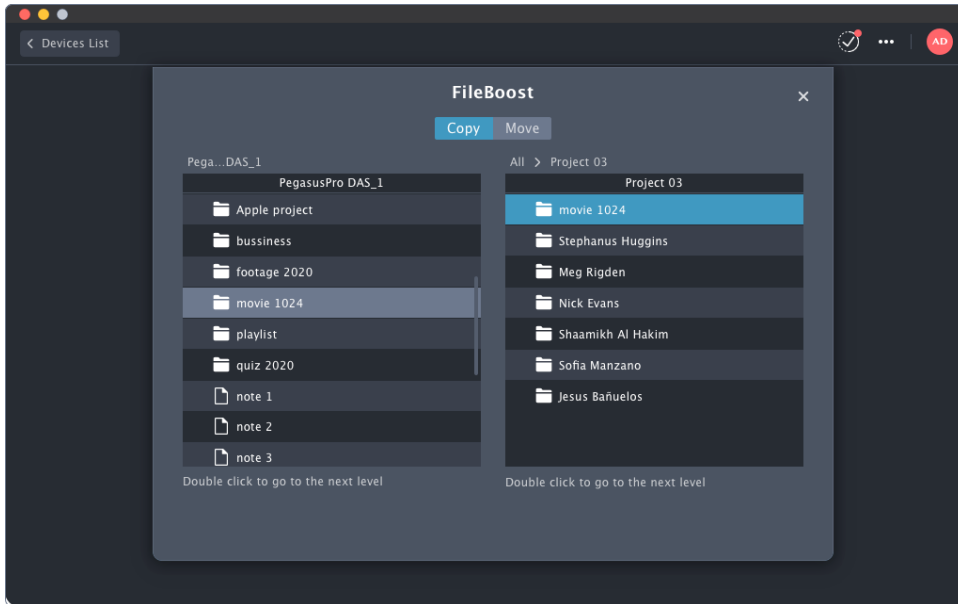 Devices List
AD
FileBoost
Copy Move
Pega...DAS_1
PegasusPro DAS_1
Apple project
bussiness
footage 2020
movie 1024
playlist
quiz 2020
note 1
note 2
note 3
Double click to go to the next level
All > Project 03
Project 03
movie 1024
Stephanus Huggins
Meg Rigden
Nick Evans
Shaamikh Al Hakim
Sofia Manzano
Jesus Bañuelos
Double click to go to the next level